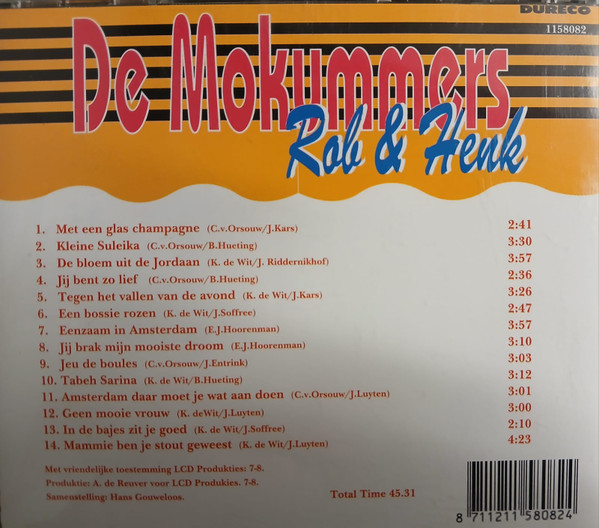 DURECO
1158082
De Mokummers
Rob & Henk
1. Met een glas champagne (C.v.Orsouw/J.Kars) 2:41
2. Kleine Suleika (C.v.Orsouw/B.Hueting) 3:30
3. De bloem uit de Jordaan (K. de Wit/J. Riddernikhof) 3:57
4. Jij bent zo lief (C.v.Orsouw/B.Hueting) 2:36
5. Tegen het vallen van de avond (K. de Wit/J.Kars) 3:26
6. Een bossie rozen (K. de Wit/J.Soffree) 2:47
7. Eenzaam in Amsterdam (E.J.Hoorenman) 3:57
8. Jij brak mijn mooiste droom (E.J.Hoorenman) 3:10
9. Jeu de boules (C.v.Orsouw/J.Entrink) 3:03
10. Tabeh Sarina (K. de Wit/B.Hueting) 3:12
11. Amsterdam daar moet je wat aan doen (C.v.Orsouw/J.Luyten) 3:01
12. Geen mooie vrouw (K. deWit/J.Luyten) 3:00
13. In de bajes zit je goed (K. de Wit/J.Soffree) 2:10
14. Mammie ben je stout geweest (K. de Wit/J.Luyten) 4:23
Met vriendelijke toestemming LCD Produkties: 7-8.
Produktie: A. de Reuver voor LCD Produkies. 7-8.
Samenstelling: Hans Gouweloos.
Total Time 45.31
8 711211 580824